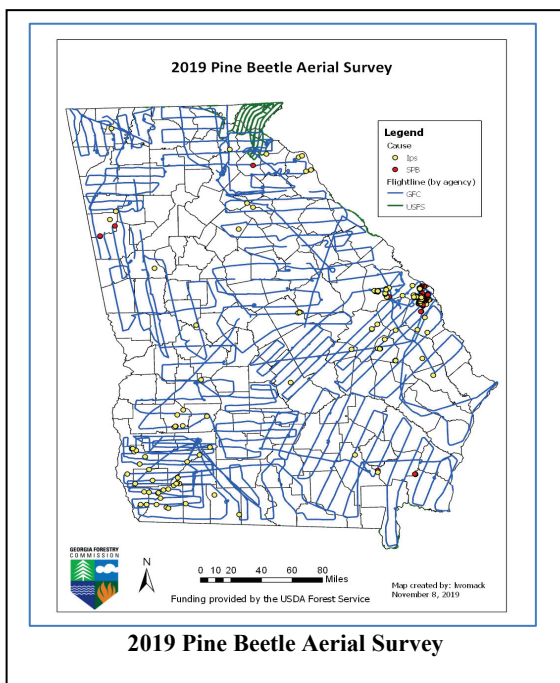 2019 Pine Beetle Aerial Survey
Legend
Cause
Ips
SPB
Flightline (by agency)
GFC
USFS
GEORGIA FORESTRY
COMMISSION
N
0 10 20 40 60 80
Miles
Funding provided by the USDA Forest Service
Map created by: lwomack
November 8, 2019
2019 Pine Beetle Aerial Survey